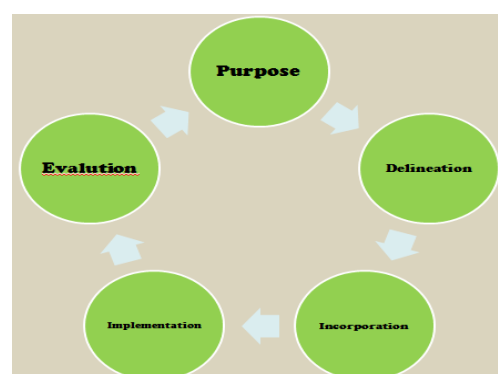 Purpose
Delineation
Incorporation
Implementation
Evalution